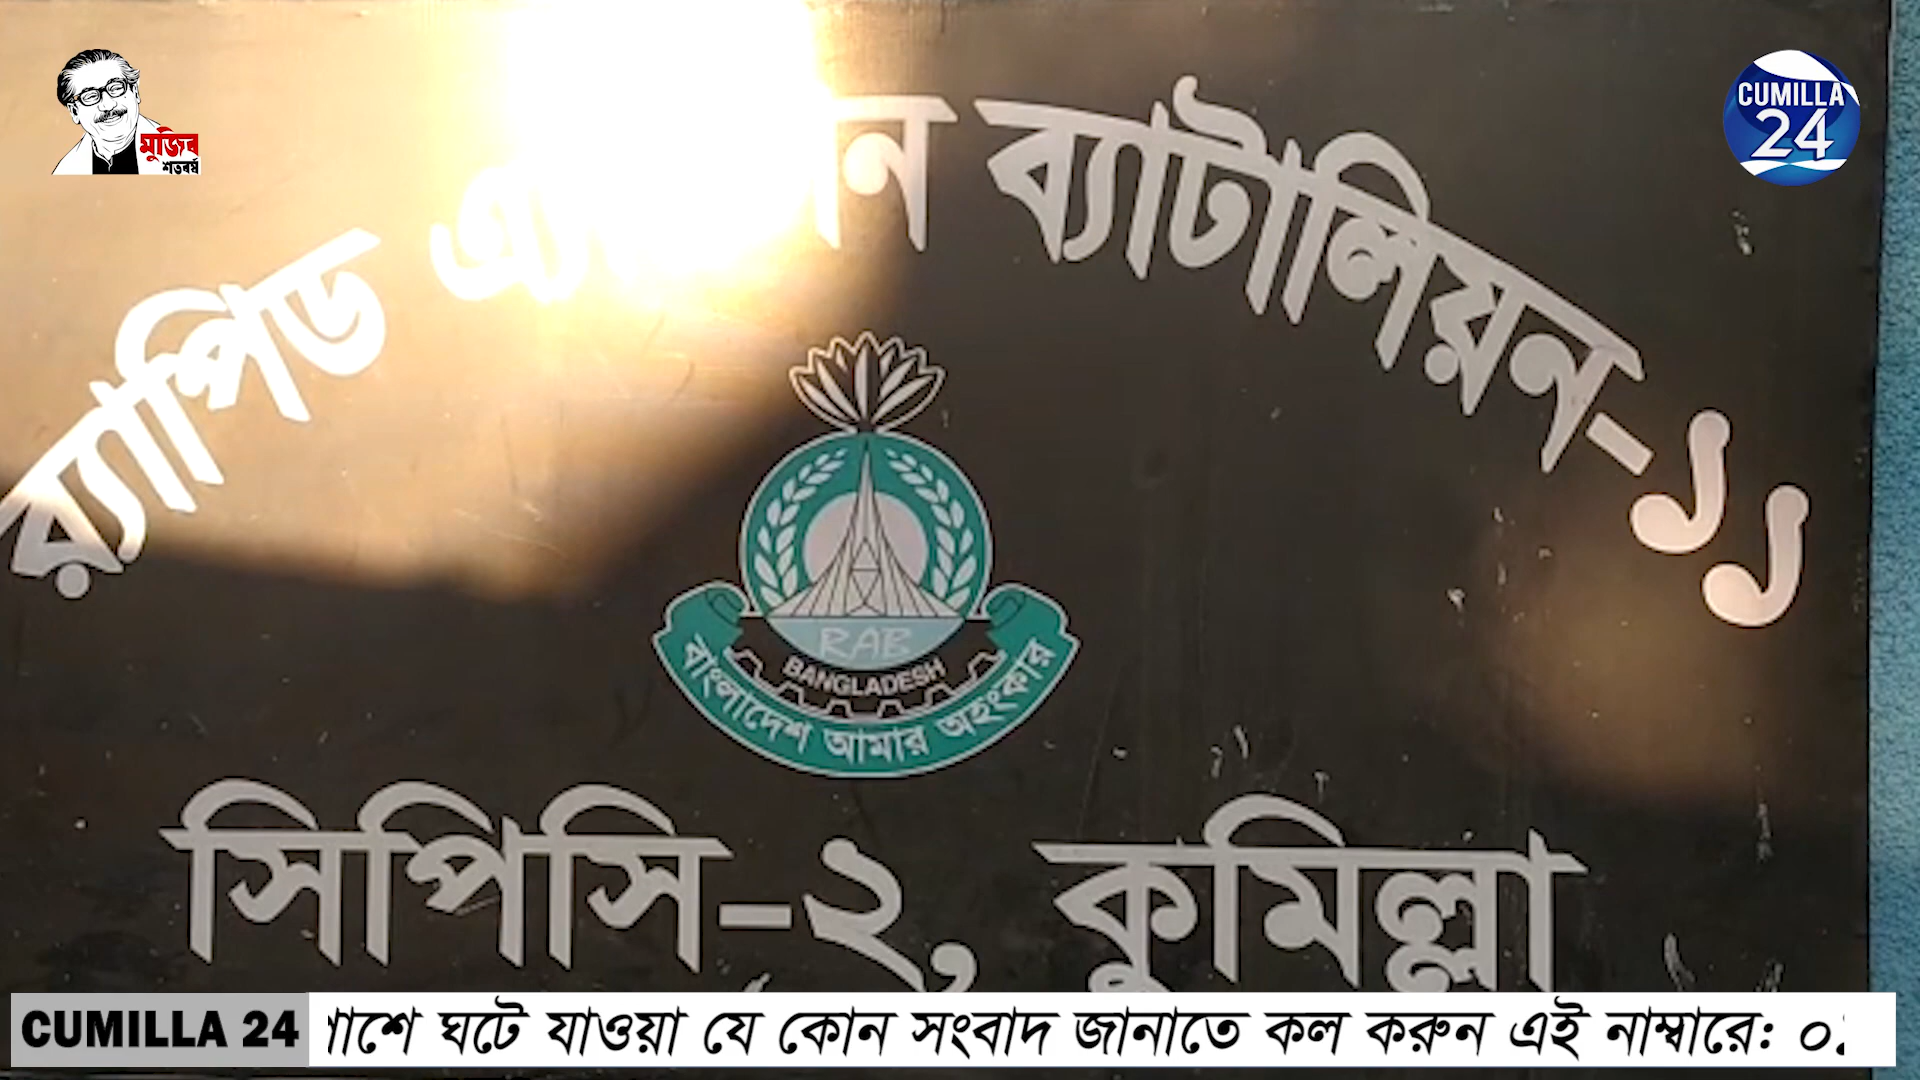 মুজিব
শতবর্ষ
CUMILLA
24
র‍্যাপিড ব্যাটালিয়ন-১১
RAB
BANGLADESH
বাংলাদেশ আমার অহংকার
সিপিসি-২, কুমিল্লা
CUMILLA 24
ঘটে যাওয়া যে কোন সংবাদ জানাতে কল করুন এই নাম্বারে: